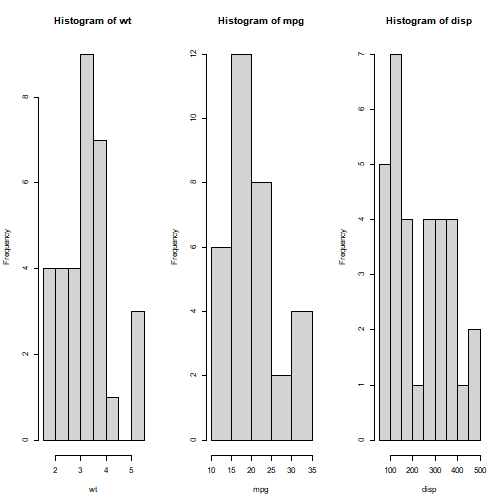 Histogram of wt
Frequency
0
2
4
6
8
2 3 4 5
wt
Histogram of mpg
Frequency
0
2
4
6
8
10
12
10 15 20 25 30 35
mpg
Histogram of disp
Frequency
0
1
2
3
4
5
6
7
100 200 300 400 500
disp